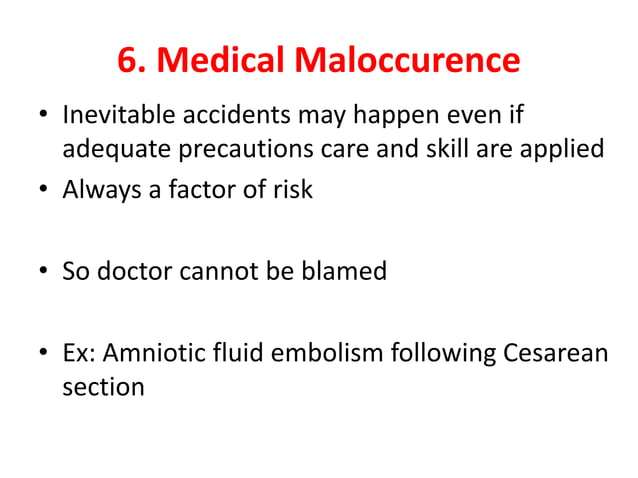 6. Medical Maloccurence
• Inevitable accidents may happen even if
adequate precautions care and skill are applied
• Always a factor of risk
• So doctor cannot be blamed
• Ex: Amniotic fluid embolism following Cesarean
section